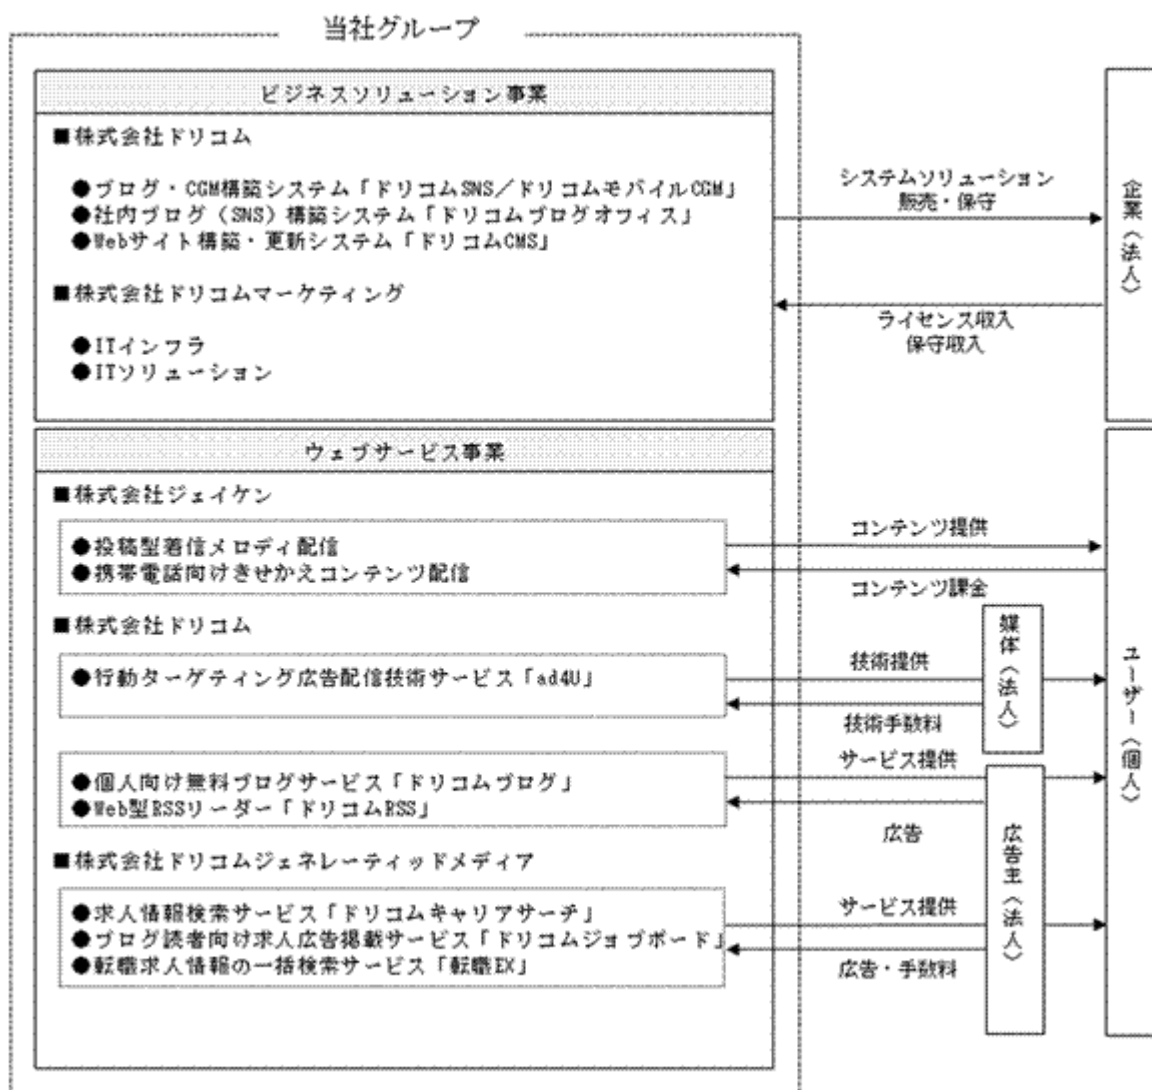 当社グループ
ビジネスソリューション事業
■株式会社ドリコム
●ブログ・CGM構築システム「ドリコムSNS／ドリコムモバイルCGM」
●社内ブログ（SNS）構築システム「ドリコムブログオフィス」
●Webサイト構築・更新システム「ドリコムCMS」
■株式会社ドリコムマーケティング
●ITインフラ
●ITソリューション
システムソリューション
販売・保守
ライセンス収入
保守収入
企業（法人）
ウェブサービス事業
■株式会社ジェイケン
●投稿型着信メロディ配信
●携帯電話向けきせかえコンテンツ配信
コンテンツ提供
コンテンツ課金
■株式会社ドリコム
●行動ターゲティング広告配信技術サービス「ad4U」
技術提供
技術手数料
媒体（法人）
●個人向け無料ブログサービス「ドリコムブログ」
●Web型RSSリーダー「ドリコムRSS」
サービス提供
広告
■株式会社ドリコムジェネレーティッドメディア
●求人情報検索サービス「ドリコムキャリアサーチ」
●ブログ読者向け求人広告掲載サービス「ドリコムジョブボード」
●転職求人情報の一括検索サービス「転職EX」
サービス提供
広告・手数料
広告主（法人）
ユーザー（個人）